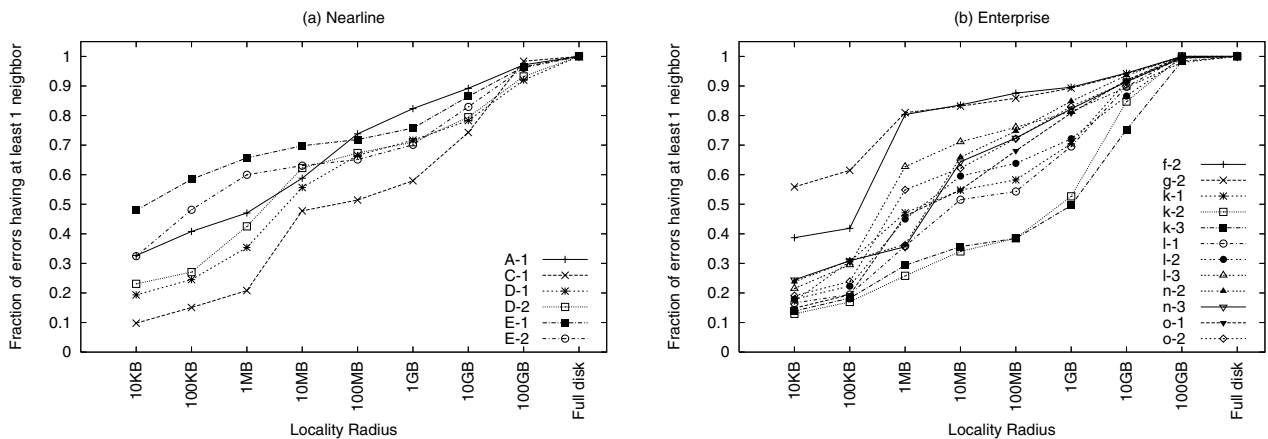 (a) Nearline
Fraction of errors having at least 1 neighbor
1
0.9
0.8
0.7
0.6
0.5
0.4
0.3
0.2
0.1
0
A-1
C-1
D-1
D-2
E-1
E-2
10KB
100KB
1MB
10MB
100MB
1GB
10GB
100GB
Full disk
Locality Radius
(b) Enterprise
Fraction of errors having at least 1 neighbor
1
0.9
0.8
0.7
0.6
0.5
0.4
0.3
0.2
0.1
0
f-2
g-2
k-1
k-2
k-3
l-1
l-2
l-3
n-2
n-3
o-1
o-2
10KB
100KB
1MB
10MB
100MB
1GB
10GB
100GB
Full disk
Locality Radius